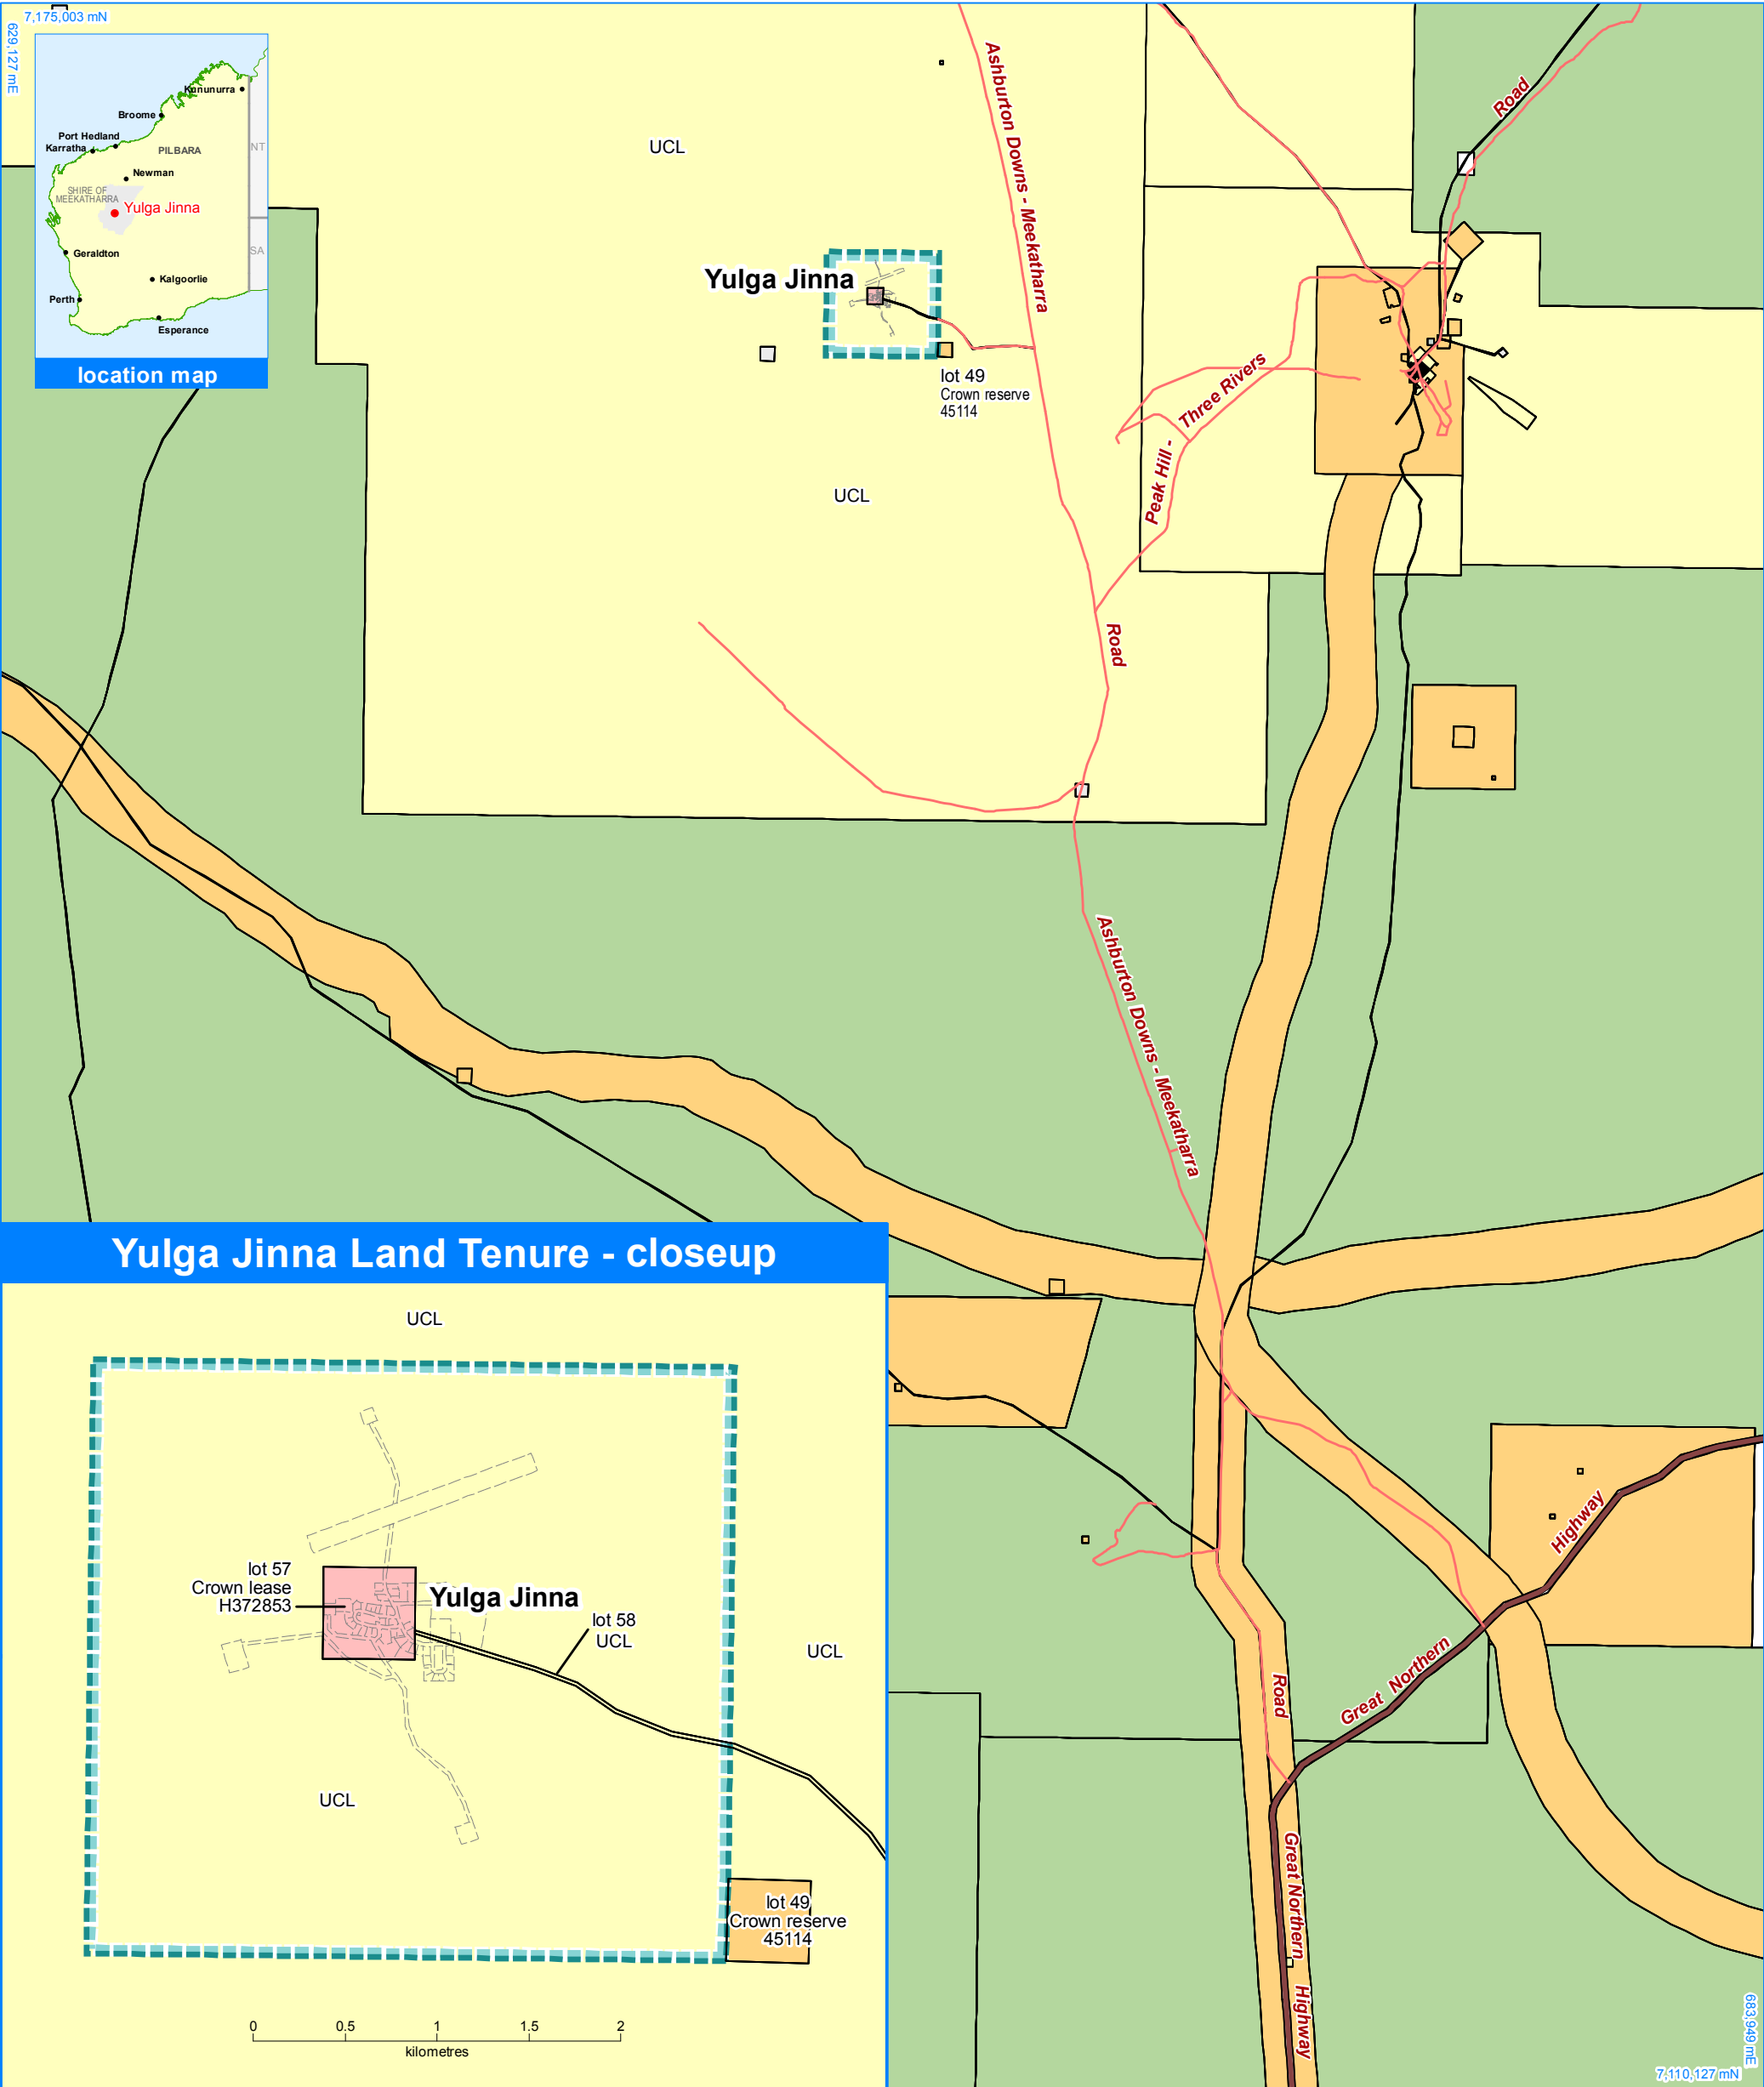 7,175,003 mN
629,127 mE
Kununurra
Broome
Port Hedland
Karratha
PILBARA
NT
Newman
SHIRE OF
MEEKATHARRA
Yulga Jinna
SA
Geraldton
Kalgoorlie
Perth
Esperance
location map
UCL
Ashburton Downs - Meekatharra
Road
Yulga Jinna
lot 49
Crown reserve
45114
Peak Hill - Three Rivers
UCL
Road
Ashburton Downs - Meekatharra
Yulga Jinna Land Tenure - closeup
UCL
lot 57
Crown lease
H372853
Yulga Jinna
lot 58
UCL
UCL
UCL
lot 49
Crown reserve
45114
0 0.5 1 1.5 2
kilometres
Highway
Great Northern
Road
Great Northern Highway
683,949 mE
7,110,127 mN